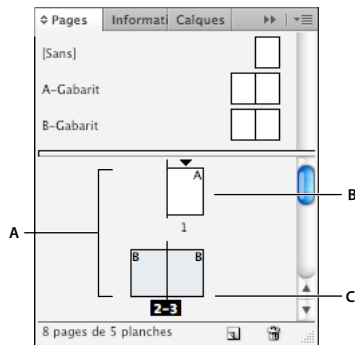 Pages Informati Calques
[Sans]
A-Gabarit
B-Gabarit
A
B
1
A
B B
2-3
C
8 pages de 5 planches